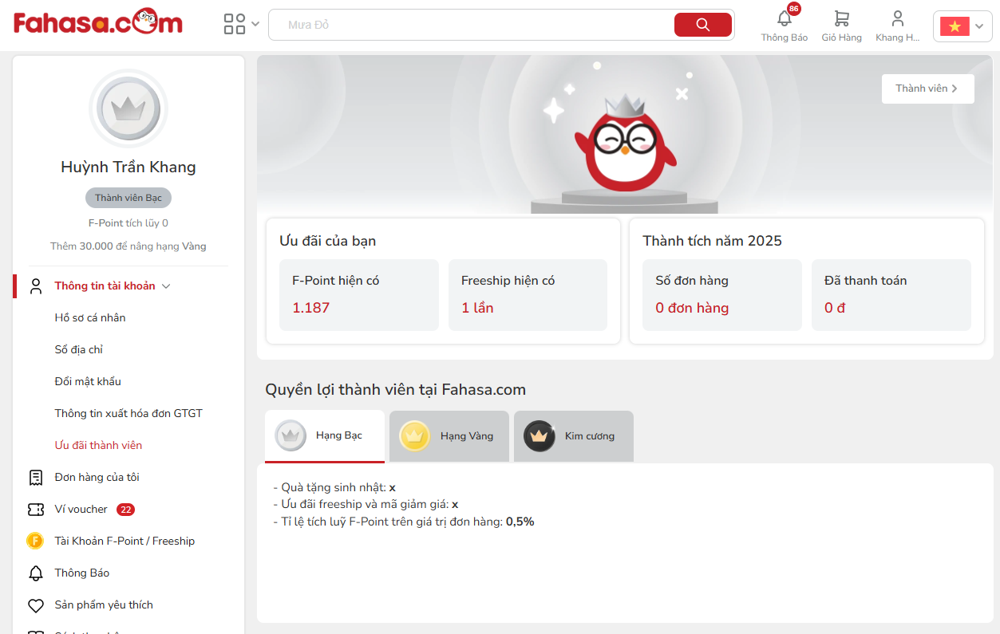 Fahasa.com
Mưa Đỏ
86
Thông Báo
Giỏ Hàng
Khang H...
Huỳnh Trần Khang
Thành viên Bạc
F-Point tích lũy 0
Thêm 30.000 để nâng hạng Vàng
Thông tin tài khoản
Hồ sơ cá nhân
Sổ địa chỉ
Đổi mật khẩu
Thông tin xuất hóa đơn GTGT
Ưu đãi thành viên
Đơn hàng của tôi
Ví voucher 22
F Tài Khoản F-Point / Freeship
Thông Báo
Sản phẩm yêu thích
Thành viên
Ưu đãi của bạn
F-Point hiện có
1.187
Freeship hiện có
1 lần
Thành tích năm 2025
Số đơn hàng
0 đơn hàng
Đã thanh toán
0 đ
Quyền lợi thành viên tại Fahasa.com
Hạng Bạc
Hạng Vàng
Kim cương
- Quà tặng sinh nhật: x
- Ưu đãi freeship và mã giảm giá: x
- Tỉ lệ tích luỹ F-Point trên giá trị đơn hàng: 0,5%